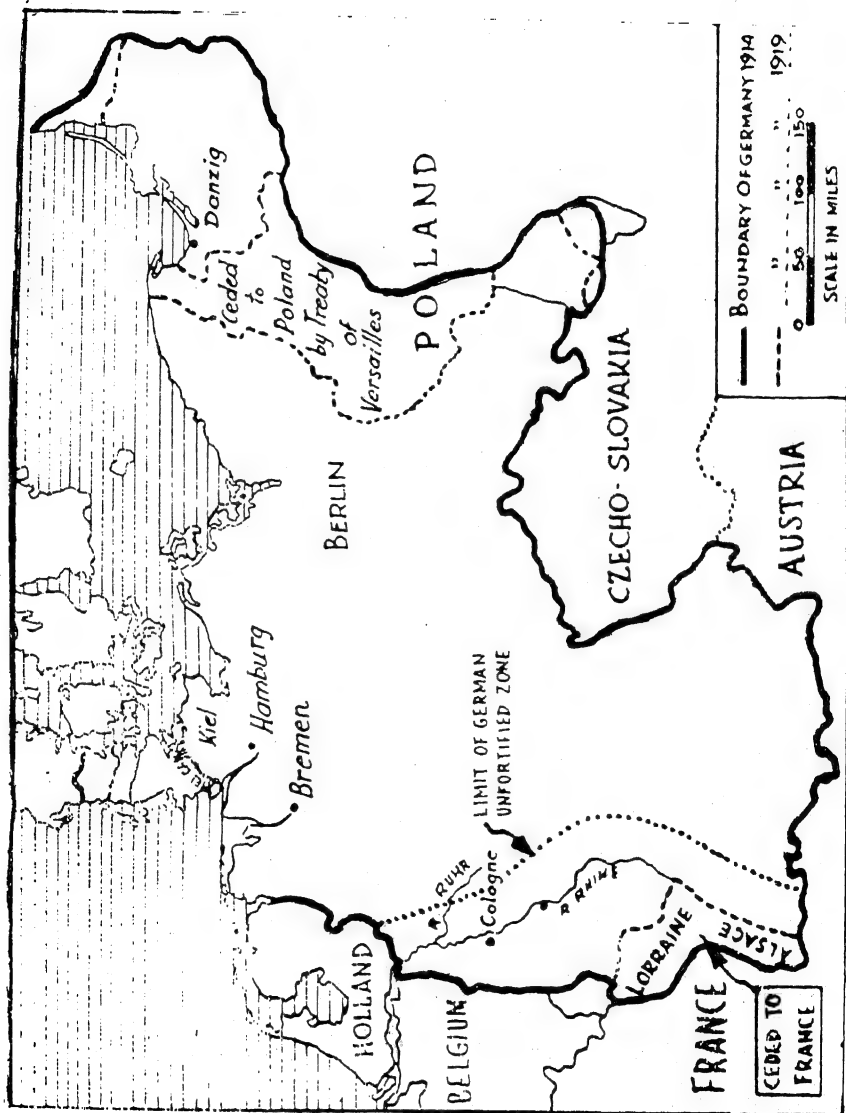 Kiel
Hamburg
Bremen
Danzig
Ceded
to
Poland
by Treaty
of
Versailles
HOLLAND
BERLIN
POLAND
R RUHR
Cologne
LIMIT OF GERMAN
UNFORTIFIED ZONE
BELGIUM
R RHINE
CZECHO-SLOVAKIA
LORRAINE
ALSACE
FRANCE
CEDED TO
FRANCE
AUSTRIA
BOUNDARY OF GERMANY 1914
" " 1919
0 50 100 150
SCALE IN MILES